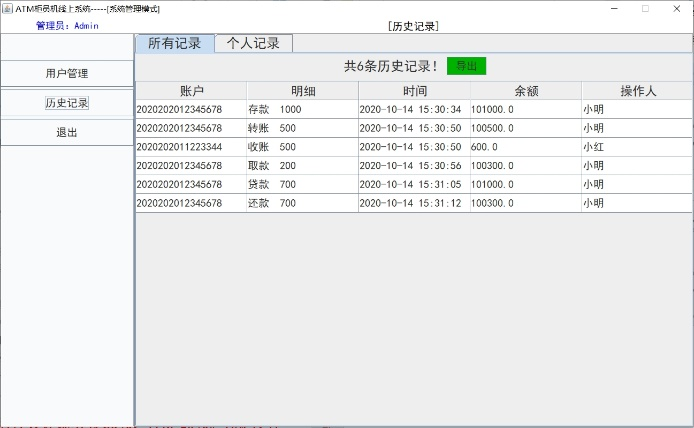 ATM柜员机线上系统-----[系统管理模式]
管理员: Admin [历史记录]
所有记录 个人记录
用户管理
历史记录
退出
共6条历史记录! 导出
账户 明细 时间 余额 操作人
2020202012345678 存款 1000 2020-10-14 15:30:34 101000.0 小明
2020202012345678 转账 500 2020-10-14 15:30:50 100500.0 小明
2020202011223344 收账 500 2020-10-14 15:30:50 600.0 小红
2020202012345678 取款 200 2020-10-14 15:30:56 100300.0 小明
2020202012345678 贷款 700 2020-10-14 15:31:05 101000.0 小明
2020202012345678 还款 700 2020-10-14 15:31:12 100300.0 小明